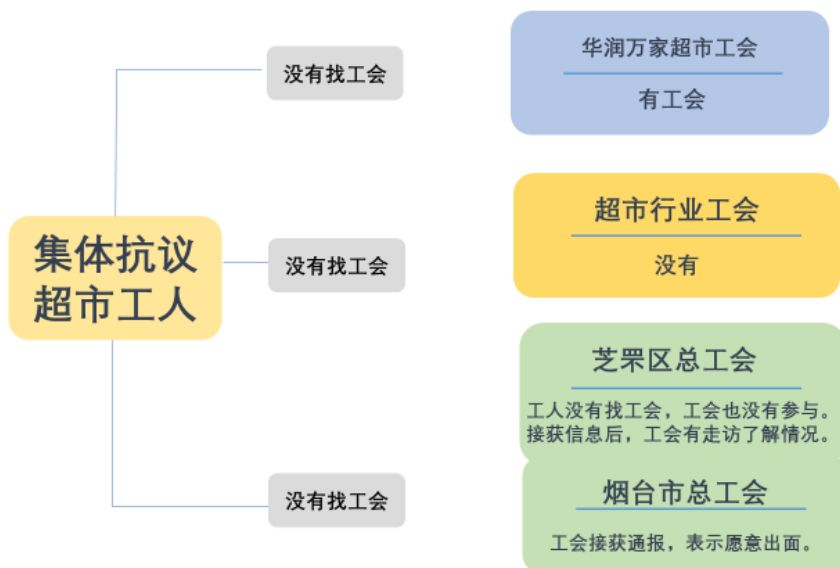 没有找工会
华润万家超市工会
有工会
集体抗议
超市工人
没有找工会
超市行业工会
没有
芝罘区总工会
工人没有找工会，工会也没有参与。
接获信息后，工会有走访了解情况。
没有找工会
烟台市总工会
工会接获通报，表示愿意出面。